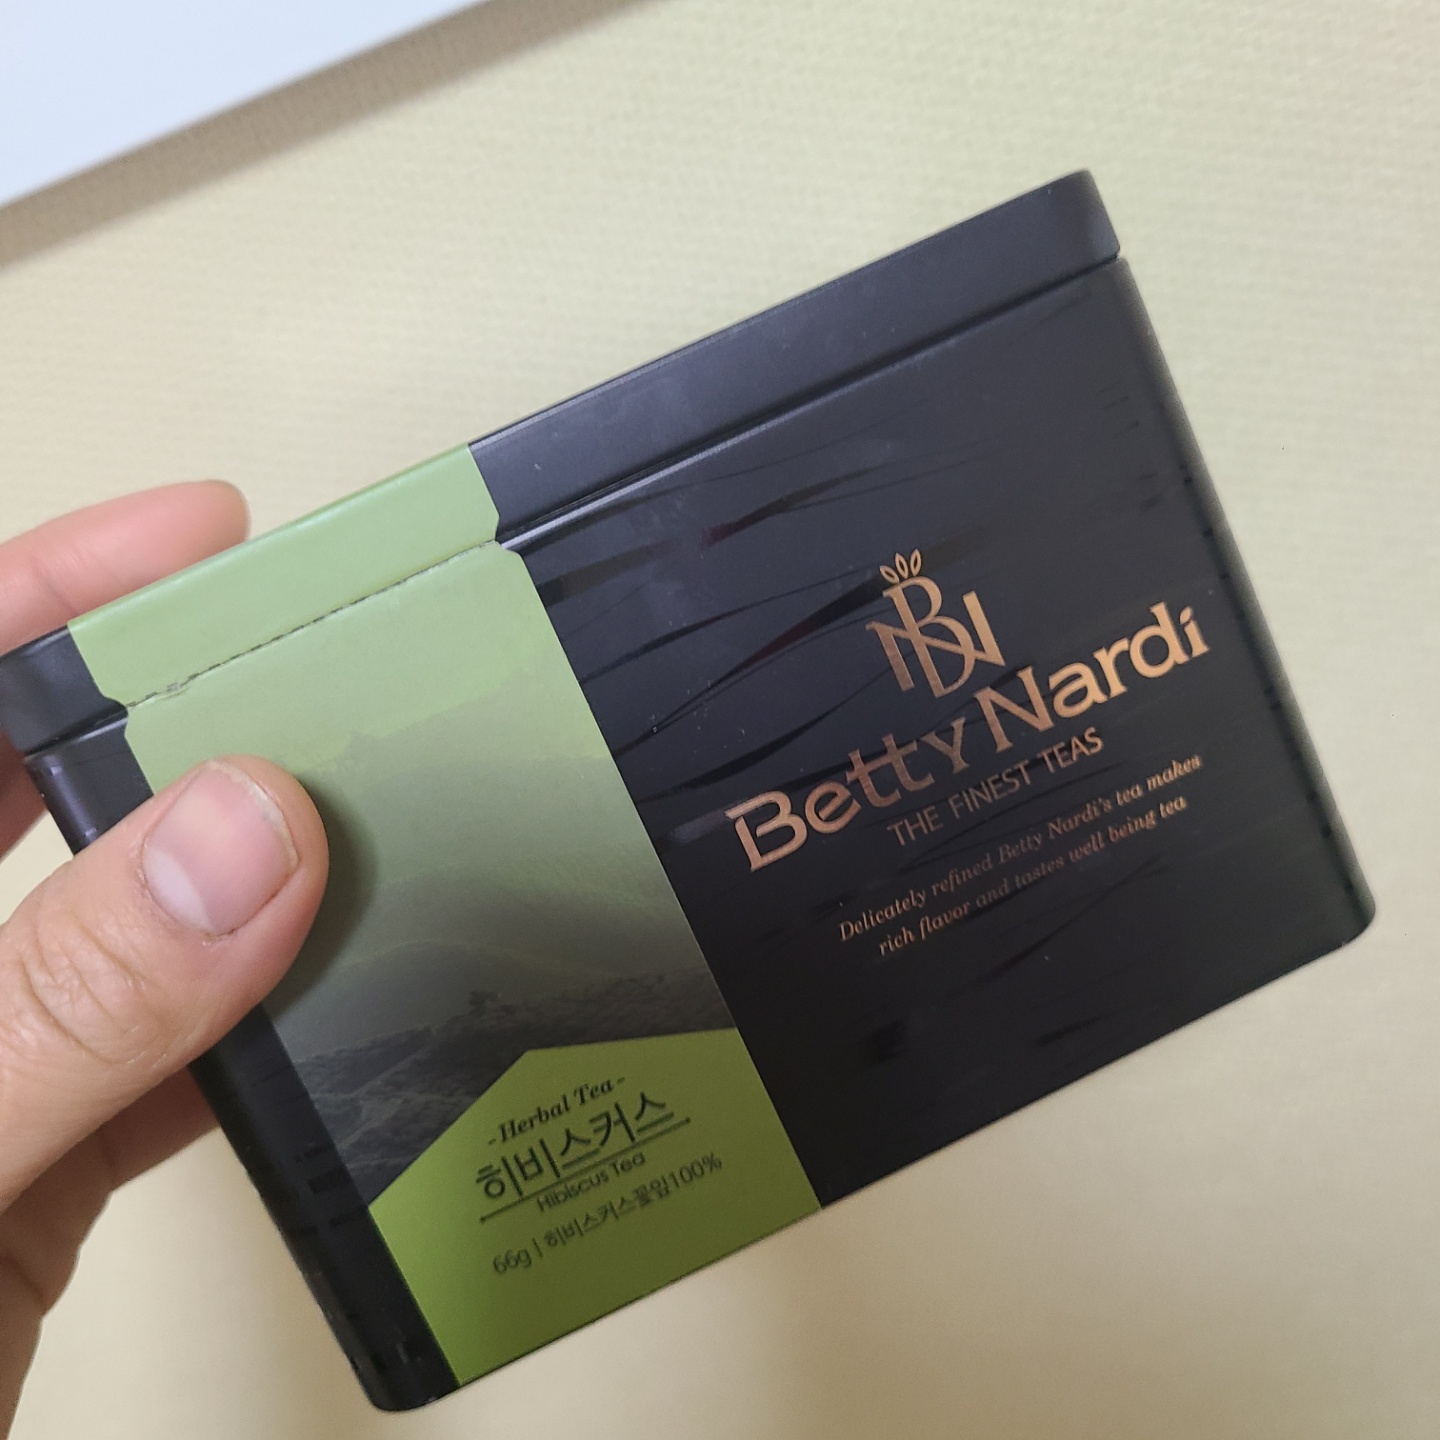 - Herbal Tea -
히비스커스
Hibiscus Tea
66g | 히비스커스꽃잎100%
BN
Betty Nardi
THE FINEST TEAS
Delicately refined Betty Nardi's tea makes
rich flavor and tastes well being tea